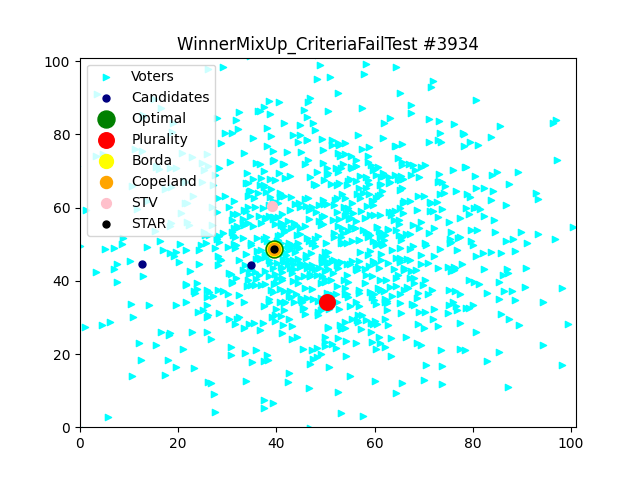 WinnerMixUp_CriteriaFailTest #3934
100
80
60
40
20
0
Voters
Candidates
Optimal
Plurality
Borda
Copeland
STV
STAR
0 20 40 60 80 100